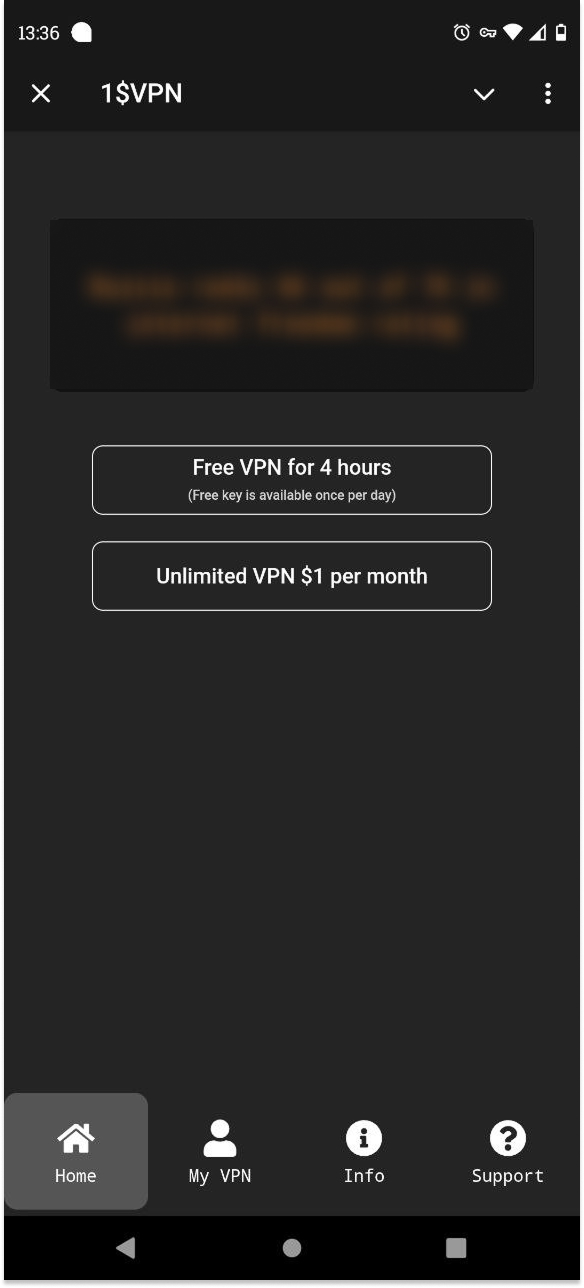 13:36
1$VPN
Free VPN for 4 hours
(Free key is available once per day)
Unlimited VPN $1 per month
Home
My VPN
Info
Support